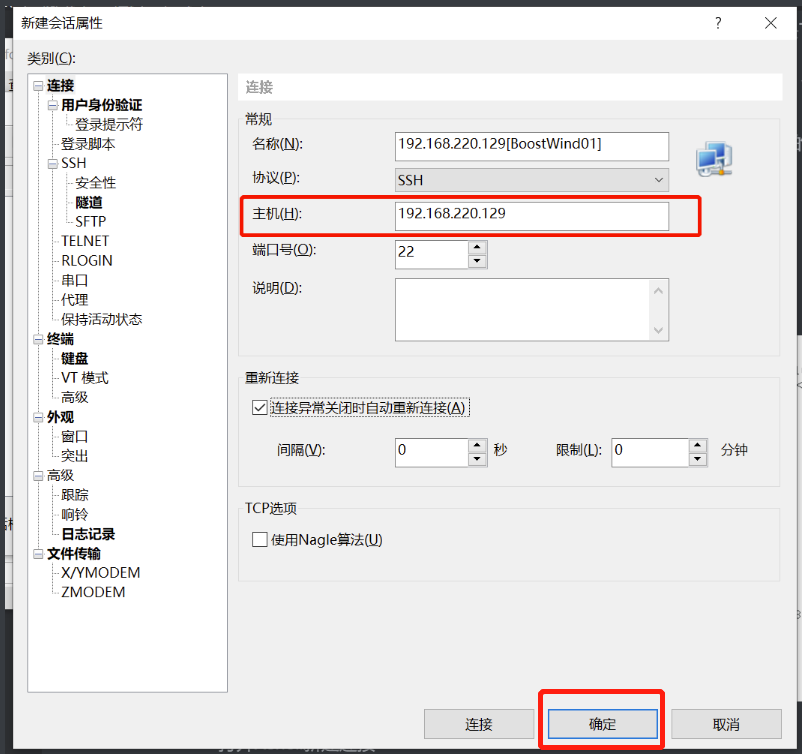 新建会话属性
?
类别(C):
连接
用户身份验证
登录提示符
登录脚本
SSH
安全性
隧道
SFTP
TELNET
RLOGIN
串口
代理
保持活动状态
终端
键盘
VT 模式
高级
外观
窗口
突出
高级
跟踪
响铃
日志记录
文件传输
X/YMODEM
ZMODEM
连接
常规
名称(N): 192.168.220.129[BoostWind01]
协议(P): SSH
主机(H): 192.168.220.129
端口号(O): 22
说明(D):
重新连接
连接异常关闭时自动重新连接(A)
间隔(V): 0 秒 限制(L): 0 分钟
TCP选项
使用Nagle算法(U)
连接 确定 取消